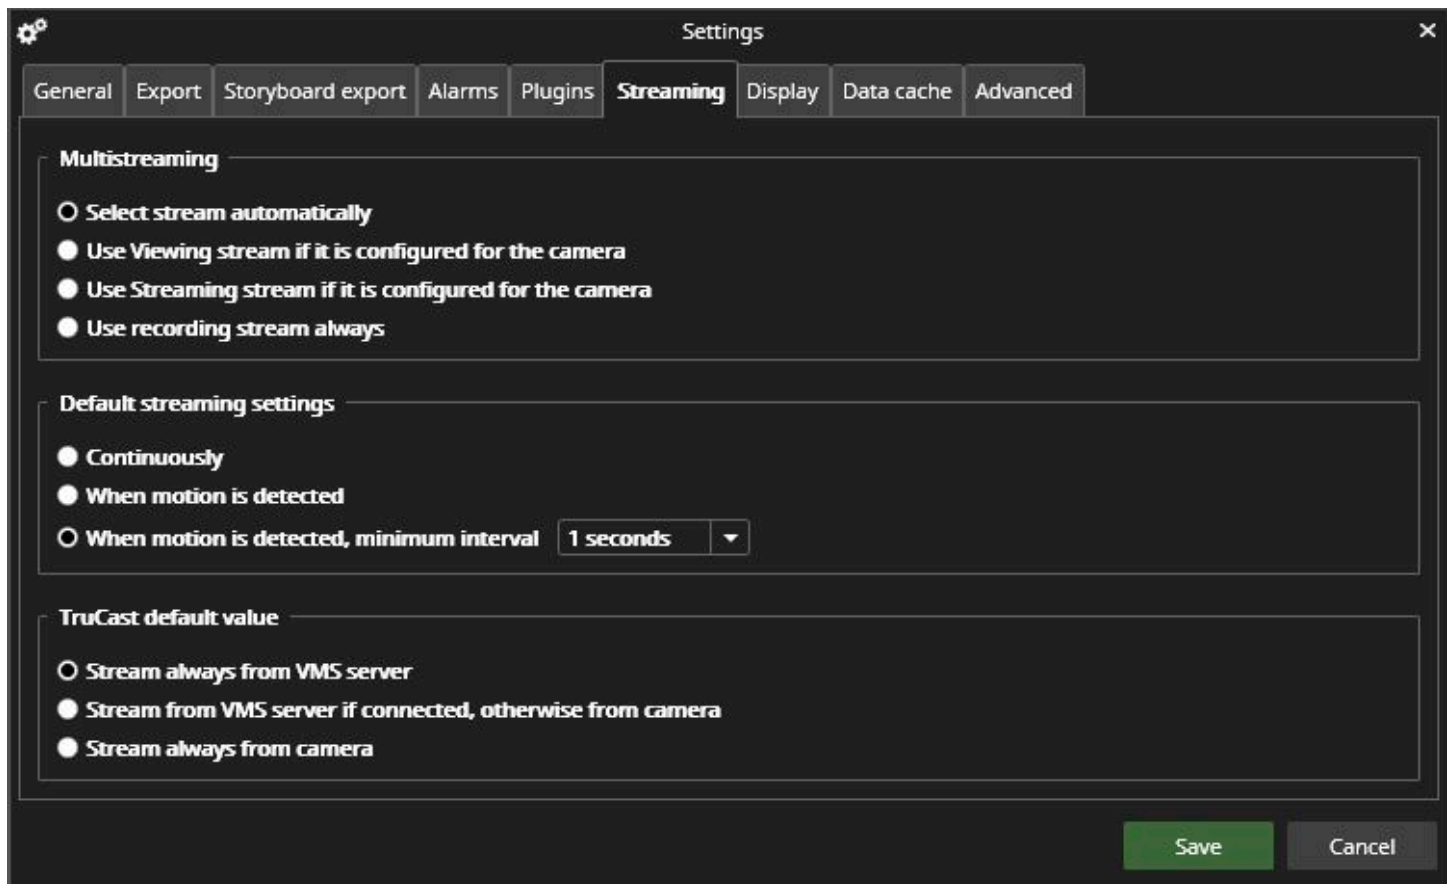 Settings
General Export Storyboard export Alarms Plugins Streaming Display Data cache Advanced
Multistreaming
Select stream automatically
Use Viewing stream if it is configured for the camera
Use Streaming stream if it is configured for the camera
Use recording stream always
Default streaming settings
Continuously
When motion is detected
When motion is detected, minimum interval 1 seconds
TruCast default value
Stream always from VMS server
Stream from VMS server if connected, otherwise from camera
Stream always from camera
Save Cancel